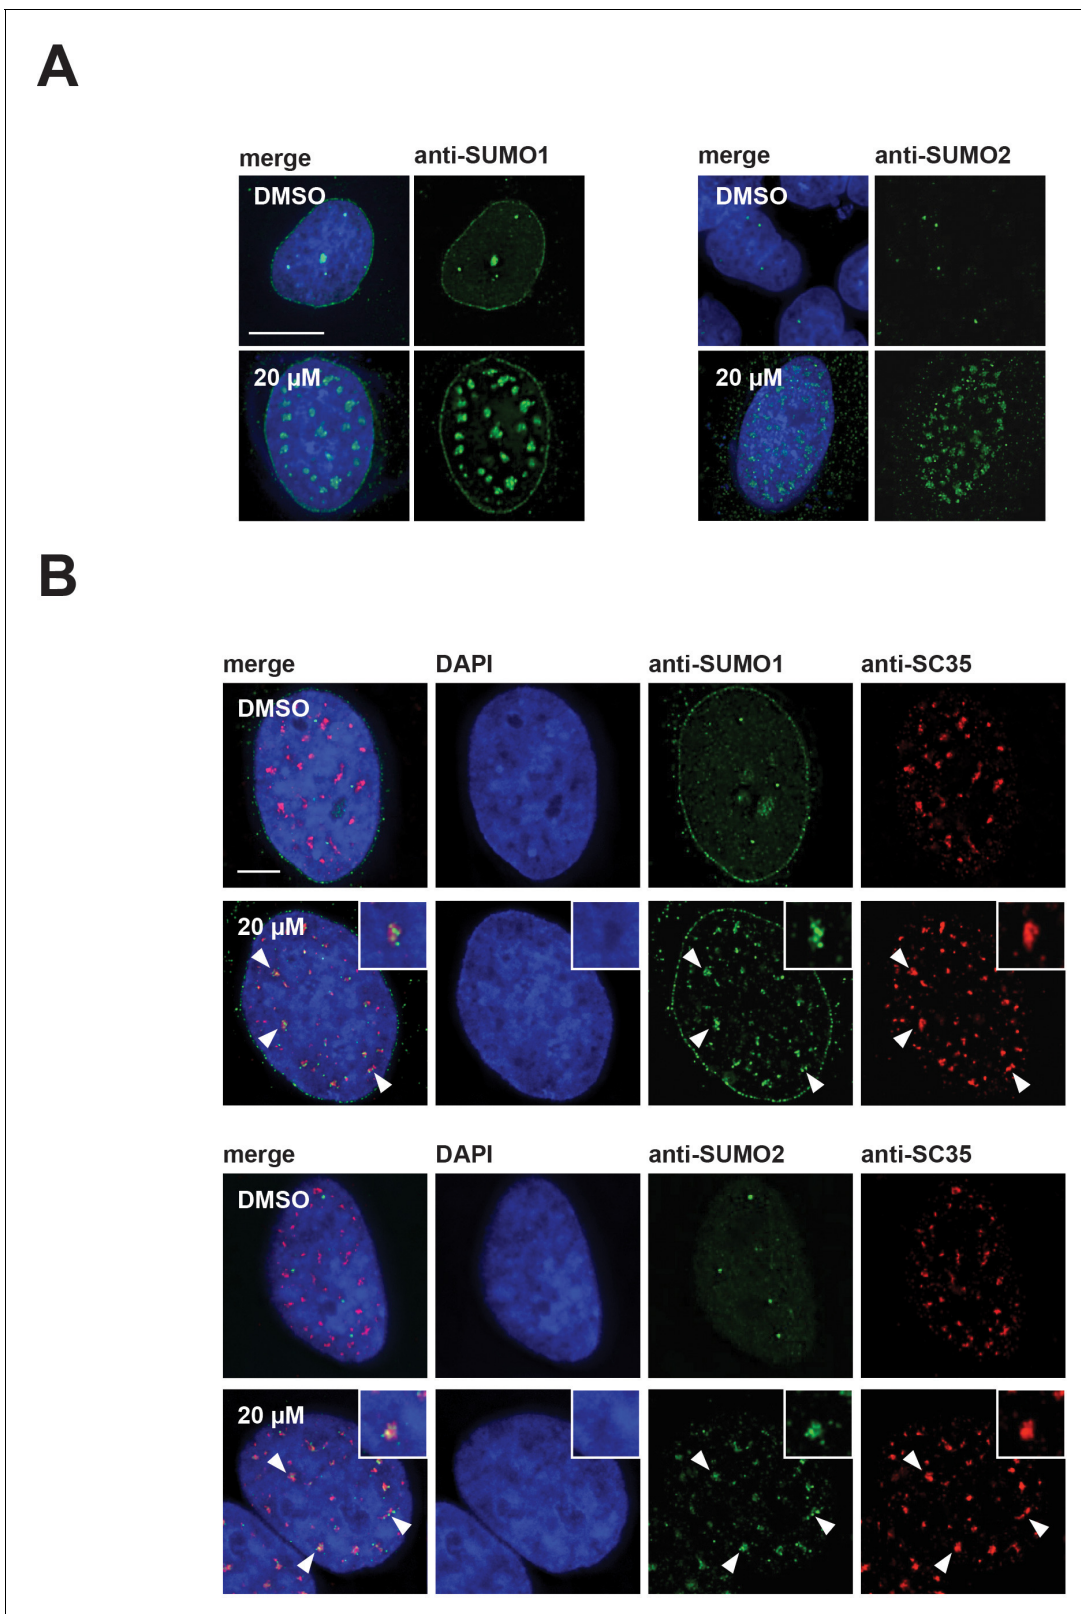 A
merge anti-SUMO1 merge anti-SUMO2
DMSO DMSO
20 µM 20 µM
B
merge DAPI anti-SUMO1 anti-SC35
DMSO
20 µM
merge DAPI anti-SUMO2 anti-SC35
DMSO
20 µM